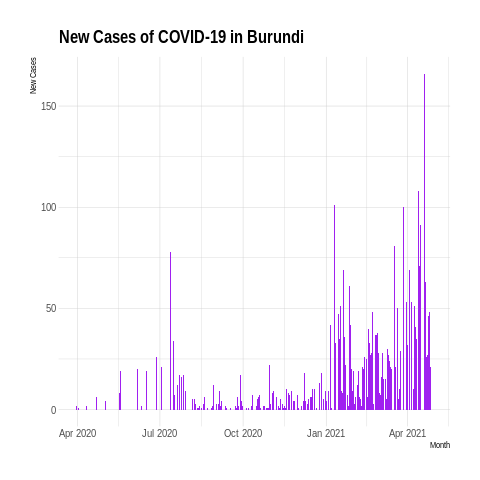 New Cases of COVID-19 in Burundi
New Cases
150
100
50
0
Apr 2020 Jul 2020 Oct 2020 Jan 2021 Apr 2021
Month